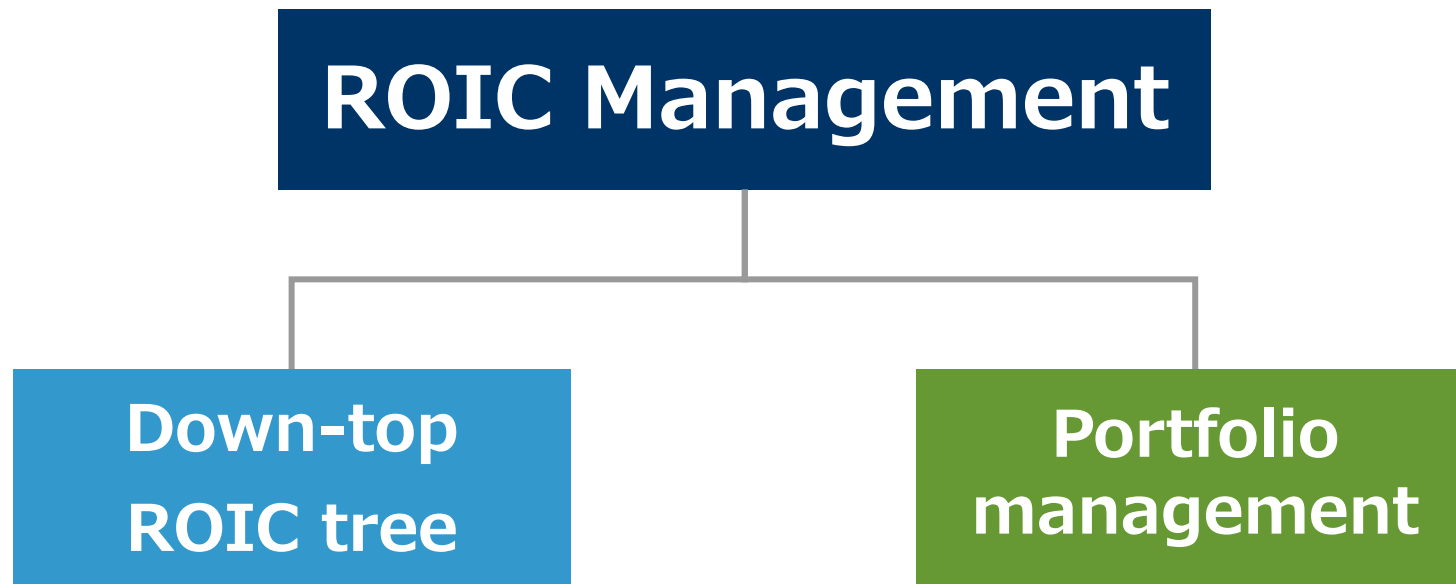 ROIC Management
Down-top
ROIC tree
Portfolio
management